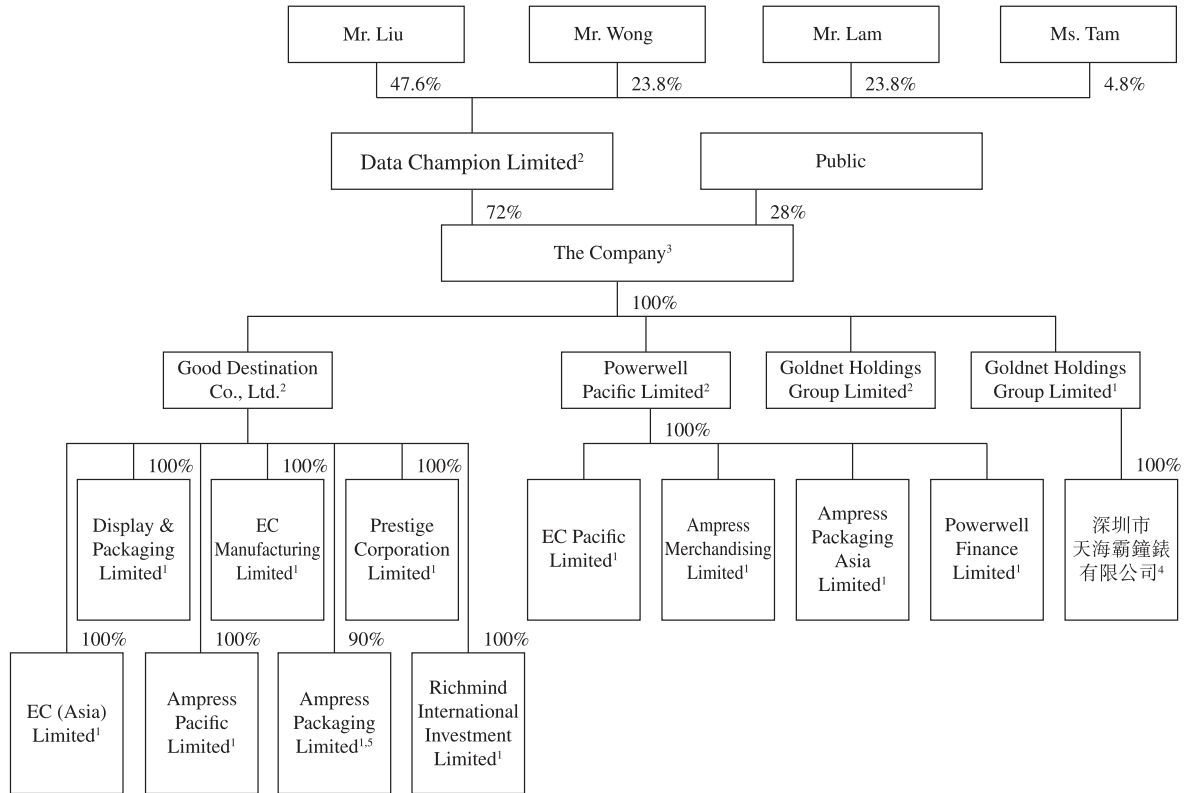 Mr. Liu
Mr. Wong
Mr. Lam
Ms. Tam
47.6%
23.8%
23.8%
4.8%
Data Champion Limited²
Public
72%
28%
The Company³
100%
Good Destination
Co., Ltd.²
Powerwell
Pacific Limited²
Goldnet Holdings
Group Limited²
Goldnet Holdings
Group Limited¹
100%
100%
100%
100%
100%
Display &
Packaging
Limited¹
EC
Manufacturing
Limited¹
Prestige
Corporation
Limited¹
EC Pacific
Limited¹
Ampress
Merchandising
Limited¹
Ampress
Packaging
Asia
Limited¹
Powerwell
Finance
Limited¹
深圳市
天海霸鐘錶
有限公司⁴
100%
100%
90%
100%
EC (Asia)
Limited¹
Ampress
Pacific
Limited¹
Ampress
Packaging
Limited¹,⁵
Richmind
International
Investment
Limited¹